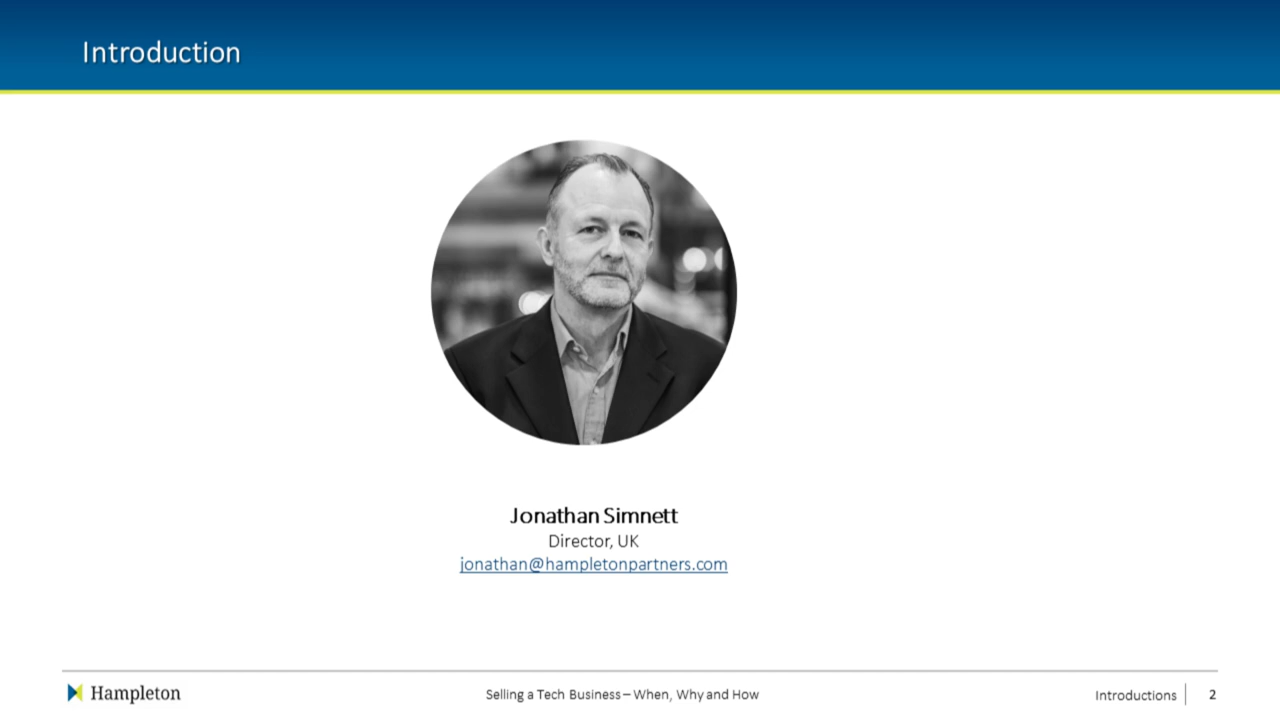 Introduction
Jonathan Simnett
Director, UK
jonathan@hampletonpartners.com
Hampleton
Selling a Tech Business – When, Why and How
Introductions
2